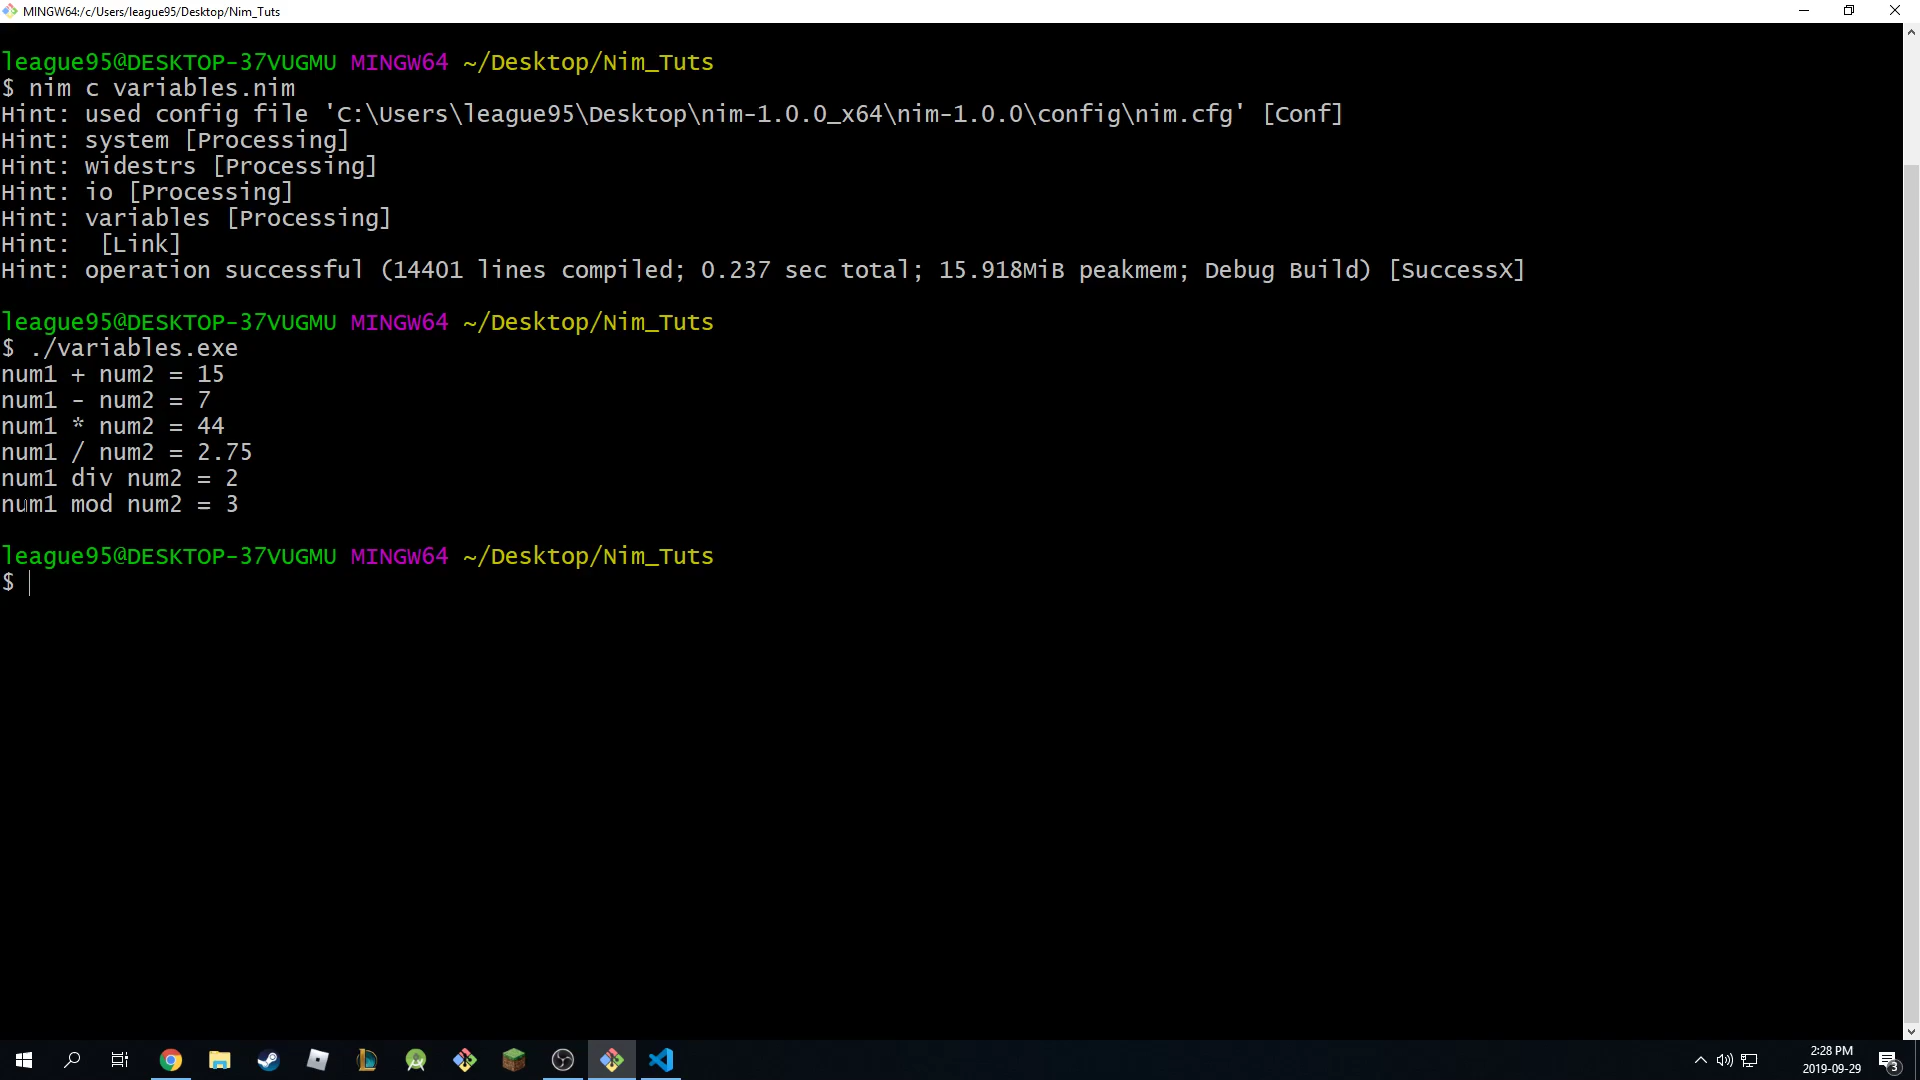 MINGW64:/c/Users/league95/Desktop/Nim_Tuts
league95@DESKTOP-37VUGMU MINGW64 ~/Desktop/Nim_Tuts
$ nim c variables.nim
Hint: used config file 'C:\Users\league95\Desktop\nim-1.0.0_x64\nim-1.0.0\config\nim.cfg' [Conf]
Hint: system [Processing]
Hint: widestrs [Processing]
Hint: io [Processing]
Hint: variables [Processing]
Hint:  [Link]
Hint: operation successful (14401 lines compiled; 0.237 sec total; 15.918MiB peakmem; Debug Build) [SuccessX]
league95@DESKTOP-37VUGMU MINGW64 ~/Desktop/Nim_Tuts
$ ./variables.exe
num1 + num2 = 15
num1 - num2 = 7
num1 * num2 = 44
num1 / num2 = 2.75
num1 div num2 = 2
num1 mod num2 = 3
league95@DESKTOP-37VUGMU MINGW64 ~/Desktop/Nim_Tuts
$
2:28 PM
2019-09-29
3